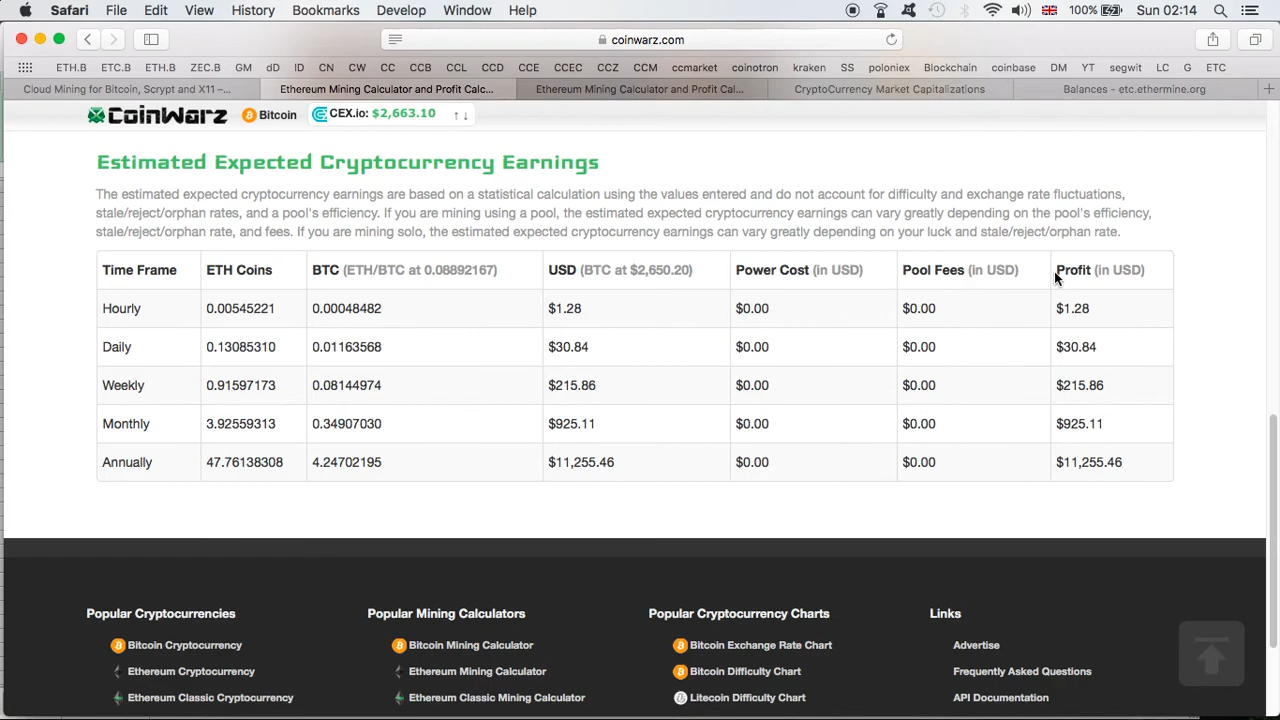 Safari File Edit View History Bookmarks Develop Window Help 100% Sun 02:14
coinwarz.com
ETH.B ETC.B ETH.B ZEC.B GM dD ID CN CW CC CCB CCL CCD CCE CCEC CCZ CCM ccmarket coinotron kraken SS poloniex Blockchain coinbase DM YT segwit LC G ETC
Cloud Mining for Bitcoin, Scrypt and X11 –... Ethereum Mining Calculator and Profit Calc... Ethereum Mining Calculator and Profit Cal... CryptoCurrency Market Capitalizations Balances - etc.ethermine.org
CoinWarz Bitcoin CEX.io: $2,663.10 ↑ ↓
Estimated Expected Cryptocurrency Earnings
The estimated expected cryptocurrency earnings are based on a statistical calculation using the values entered and do not account for difficulty and exchange rate fluctuations,
stale/reject/orphan rates, and a pool's efficiency. If you are mining using a pool, the estimated expected cryptocurrency earnings can vary greatly depending on the pool's efficiency,
stale/reject/orphan rate, and fees. If you are mining solo, the estimated expected cryptocurrency earnings can vary greatly depending on your luck and stale/reject/orphan rate.
Time Frame ETH Coins BTC (ETH/BTC at 0.08892167) USD (BTC at $2,650.20) Power Cost (in USD) Pool Fees (in USD) Profit (in USD)
Hourly 0.00545221 0.00048482 $1.28 $0.00 $0.00 $1.28
Daily 0.13085310 0.01163568 $30.84 $0.00 $0.00 $30.84
Weekly 0.91597173 0.08144974 $215.86 $0.00 $0.00 $215.86
Monthly 3.92559313 0.34907030 $925.11 $0.00 $0.00 $925.11
Annually 47.76138308 4.24702195 $11,255.46 $0.00 $0.00 $11,255.46
Popular Cryptocurrencies Popular Mining Calculators Popular Cryptocurrency Charts Links
Bitcoin Cryptocurrency Bitcoin Mining Calculator Bitcoin Exchange Rate Chart Advertise
Ethereum Cryptocurrency Ethereum Mining Calculator Bitcoin Difficulty Chart Frequently Asked Questions
Ethereum Classic Cryptocurrency Ethereum Classic Mining Calculator Litecoin Difficulty Chart API Documentation